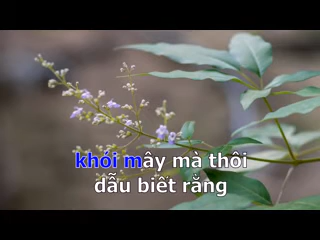 khói mây mà thôi
dẫu biết rằng